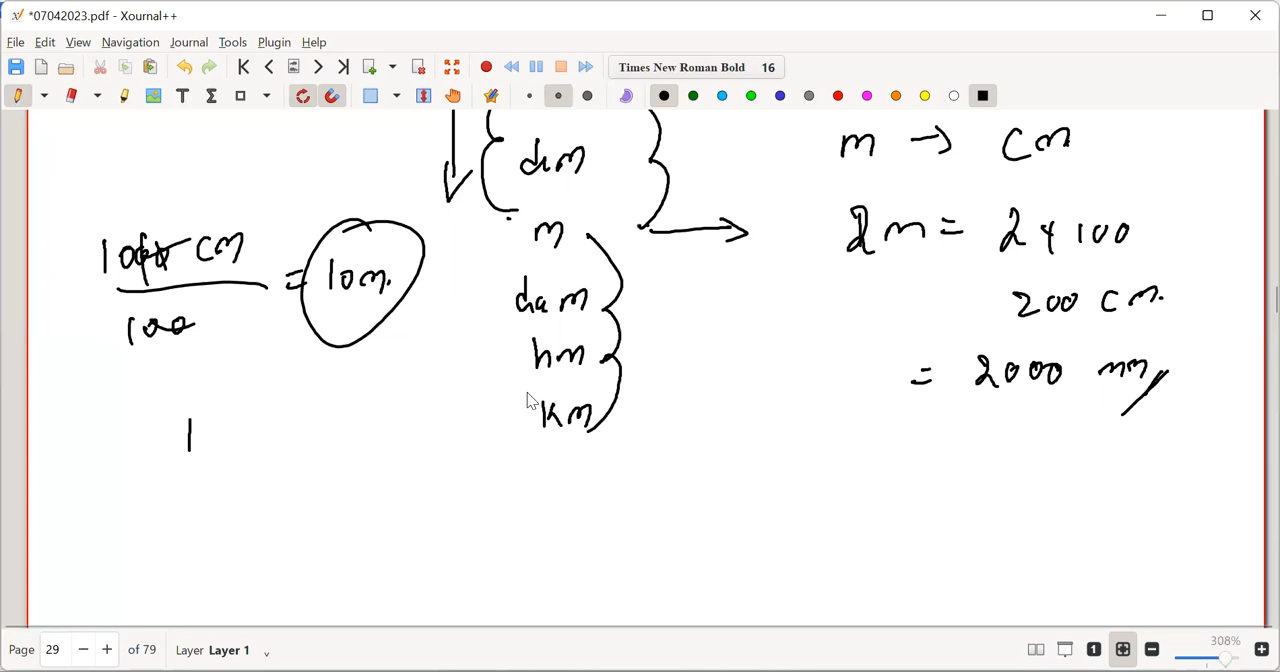 *07042023.pdf - Xournal++
File Edit View Navigation Journal Tools Plugin Help
Times New Roman Bold 16
dm
m → cm
m
2m = 2 × 100
1000 cm
100
= 10m.
dam
200 cm.
hm
= 2000 mm
km
1
Page 29 of 79 Layer Layer 1
308%